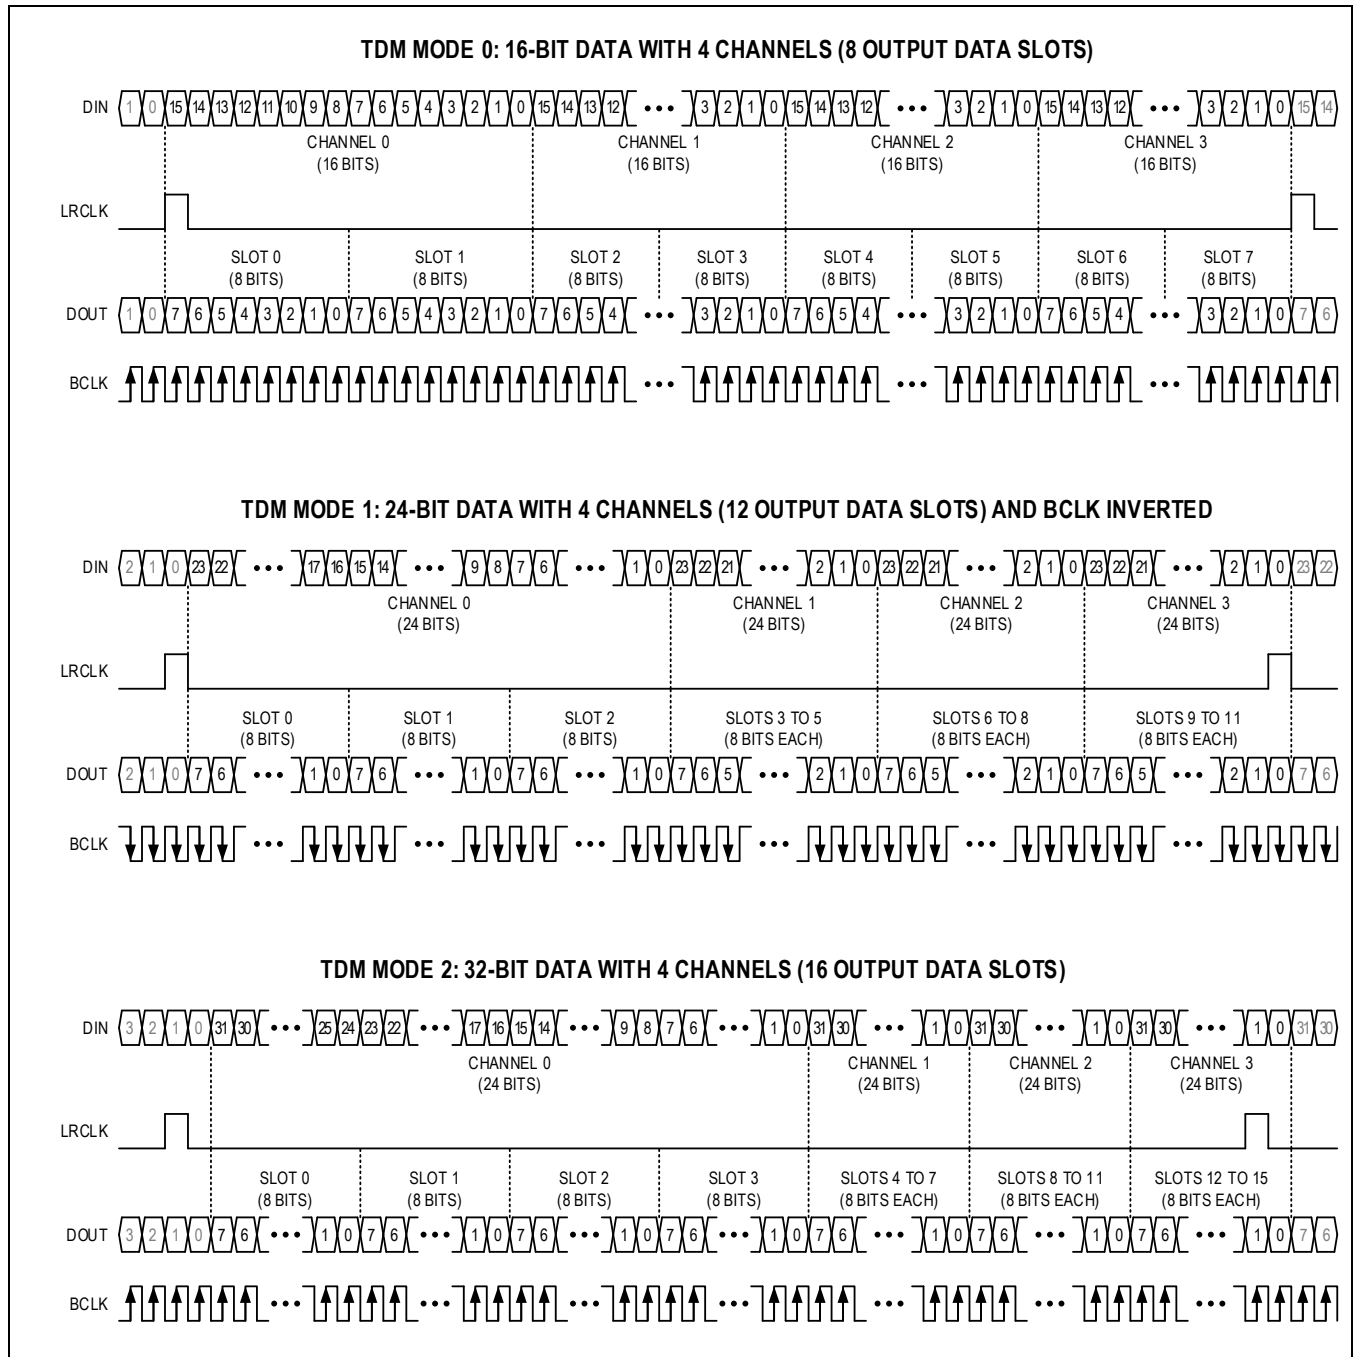 TDM MODE 0: 16-BIT DATA WITH 4 CHANNELS (8 OUTPUT DATA SLOTS)
DIN 1 0 15 14 13 12 11 10 9 8 7 6 5 4 3 2 1 0 15 14 13 12 ••• 3 2 1 0 15 14 13 12 ••• 3 2 1 0 15 14 13 12 ••• 3 2 1 0 15 14
CHANNEL 0 CHANNEL 1 CHANNEL 2 CHANNEL 3
(16 BITS) (16 BITS) (16 BITS) (16 BITS)
LRCLK
SLOT 0 SLOT 1 SLOT 2 SLOT 3 SLOT 4 SLOT 5 SLOT 6 SLOT 7
(8 BITS) (8 BITS) (8 BITS) (8 BITS) (8 BITS) (8 BITS) (8 BITS) (8 BITS)
DOUT 1 0 7 6 5 4 3 2 1 0 7 6 5 4 3 2 1 0 7 6 5 4 ••• 3 2 1 0 7 6 5 4 ••• 3 2 1 0 7 6 5 4 ••• 3 2 1 0 7 6
BCLK ••• ••• •••
TDM MODE 1: 24-BIT DATA WITH 4 CHANNELS (12 OUTPUT DATA SLOTS) AND BCLK INVERTED
DIN 2 1 0 23 22 ••• 17 16 15 14 ••• 9 8 7 6 ••• 1 0 23 22 21 ••• 2 1 0 23 22 21 ••• 2 1 0 23 22 21 ••• 2 1 0 23 22
CHANNEL 0 CHANNEL 1 CHANNEL 2 CHANNEL 3
(24 BITS) (24 BITS) (24 BITS) (24 BITS)
LRCLK
SLOT 0 SLOT 1 SLOT 2 SLOTS 3 TO 5 SLOTS 6 TO 8 SLOTS 9 TO 11
(8 BITS) (8 BITS) (8 BITS) (8 BITS EACH) (8 BITS EACH) (8 BITS EACH)
DOUT 2 1 0 7 6 ••• 1 0 7 6 ••• 1 0 7 6 ••• 1 0 7 6 5 ••• 2 1 0 7 6 5 ••• 2 1 0 7 6 5 ••• 2 1 0 7 6
BCLK ••• ••• ••• ••• ••• •••
TDM MODE 2: 32-BIT DATA WITH 4 CHANNELS (16 OUTPUT DATA SLOTS)
DIN 3 2 1 0 31 30 ••• 25 24 23 22 ••• 17 16 15 14 ••• 9 8 7 6 ••• 1 0 31 30 ••• 1 0 31 30 ••• 1 0 31 30 ••• 1 0 31 30
CHANNEL 0 CHANNEL 1 CHANNEL 2 CHANNEL 3
(24 BITS) (24 BITS) (24 BITS) (24 BITS)
LRCLK
SLOT 0 SLOT 1 SLOT 2 SLOT 3 SLOTS 4 TO 7 SLOTS 8 TO 11 SLOTS 12 TO 15
(8 BITS) (8 BITS) (8 BITS) (8 BITS) (8 BITS EACH) (8 BITS EACH) (8 BITS EACH)
DOUT 3 2 1 0 7 6 ••• 1 0 7 6 ••• 1 0 7 6 ••• 1 0 7 6 ••• 1 0 7 6 ••• 1 0 7 6 ••• 1 0 7 6 ••• 1 0 7 6
BCLK ••• ••• ••• ••• ••• ••• •••